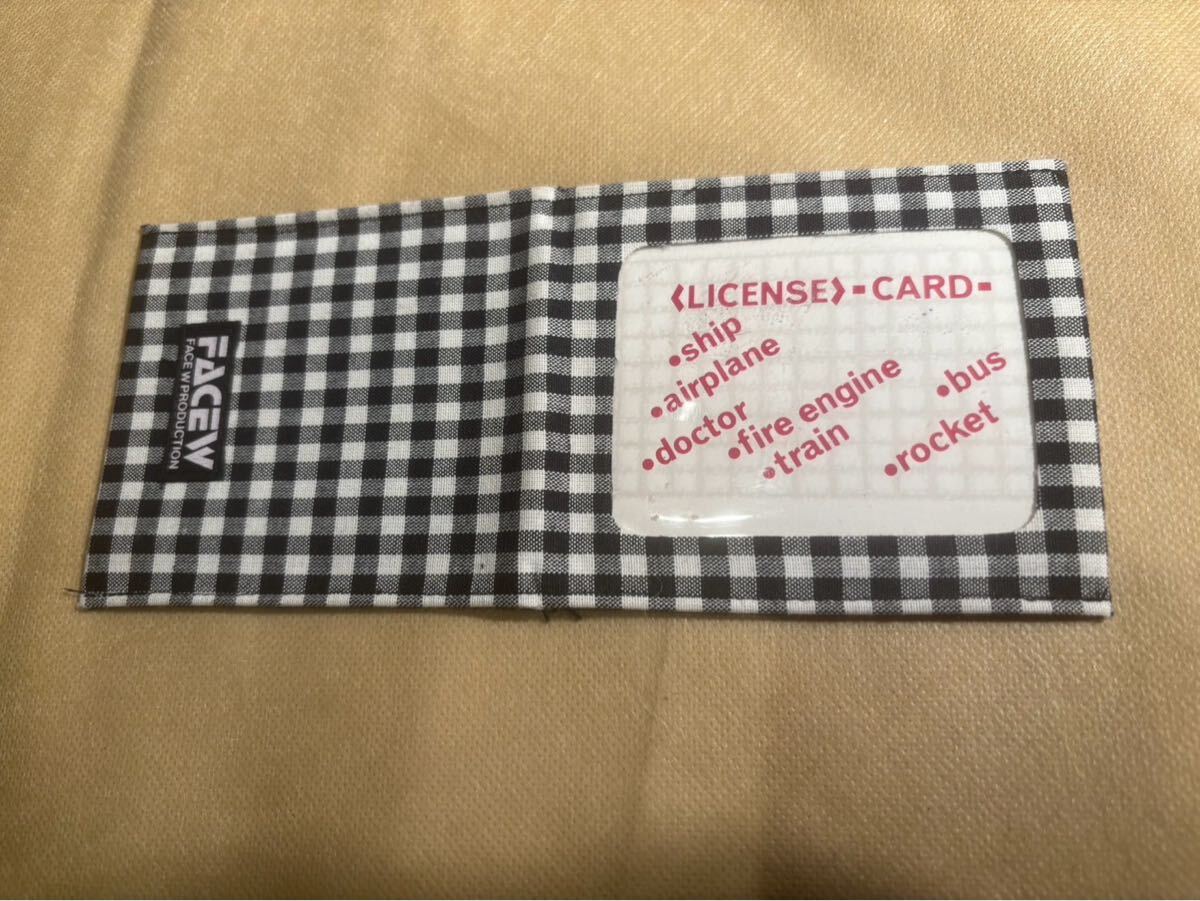 FACEW
FACE W PRODUCTION
《LICENSE》-CARD-
•ship
•airplane
•doctor
•fire engine
•train
•bus
•rocket